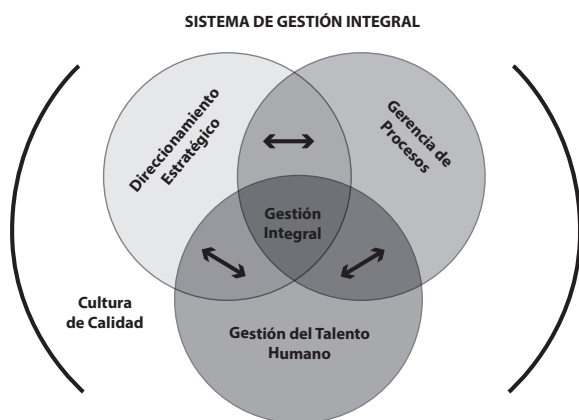 SISTEMA DE GESTIÓN INTEGRAL
Direccionamiento
Estratégico
Gerencia de
Procesos
Gestión
Integral
Cultura
de Calidad
Gestión del Talento
Humano